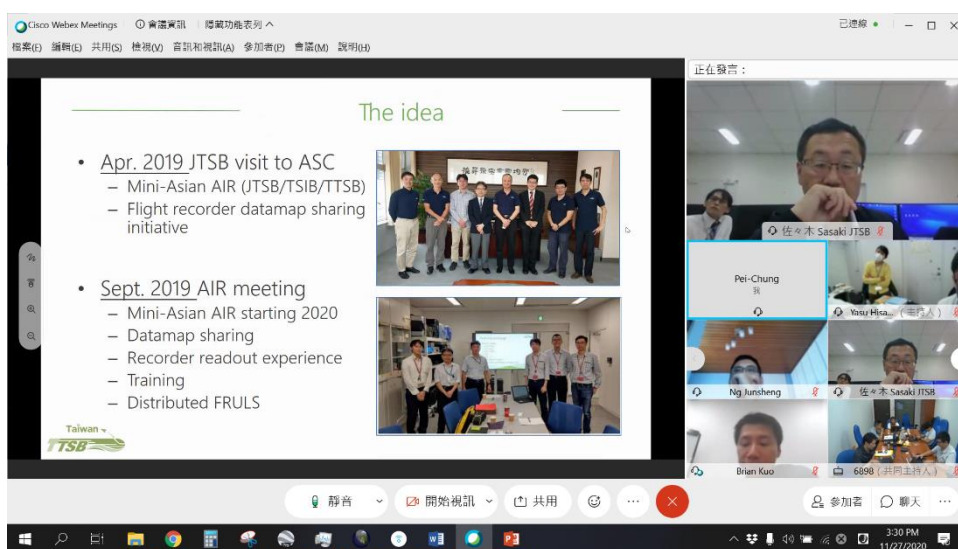 Cisco Webex Meetings
會議資訊
隱藏功能表列
已連線
檔案(F) 編輯(E) 共用(S) 檢視(V) 音訊和視訊(A) 參加者(P) 會議(M) 說明(H)
正在發言：
The idea
• Apr. 2019 JTSB visit to ASC
– Mini-Asian AIR (JTSB/TSIB/TTSB)
– Flight recorder datamap sharing
initiative
• Sept. 2019 AIR meeting
– Mini-Asian AIR starting 2020
– Datamap sharing
– Recorder readout experience
– Training
– Distributed FRULS
Taiwan
TTSB
佐々木 Sasaki JTSB
Pei-Chung
我
Yasu Hisa... (主持人)
Ng Junsheng
佐々木 Sasaki JTSB
Brian Kuo
6898 (共同主持人)
靜音
開始視訊
共用
參加者
聊天
3:30 PM
11/27/2020